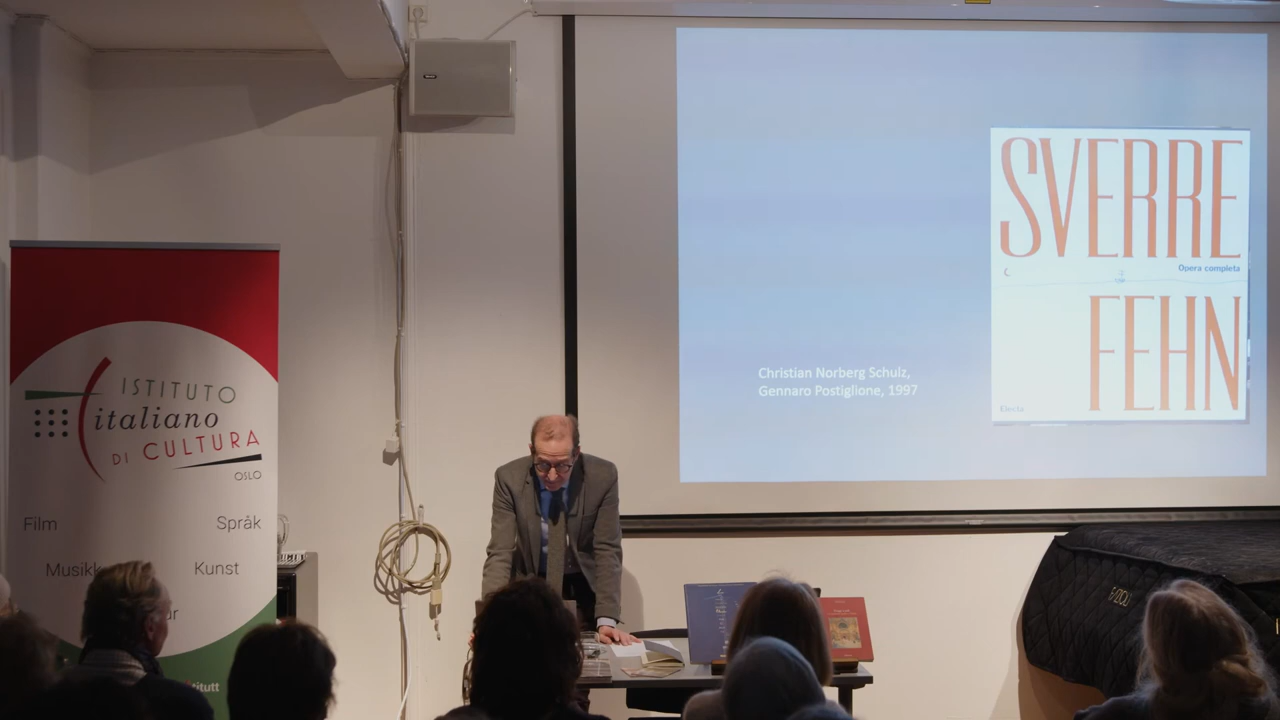 ISTITUTO
italiano
DI CULTURA
OSLO
Film
Språk
Musikk
Kunst
SVERRE
Opera completa
FEHN
Electa
Christian Norberg Schulz,
Gennaro Postiglione, 1997